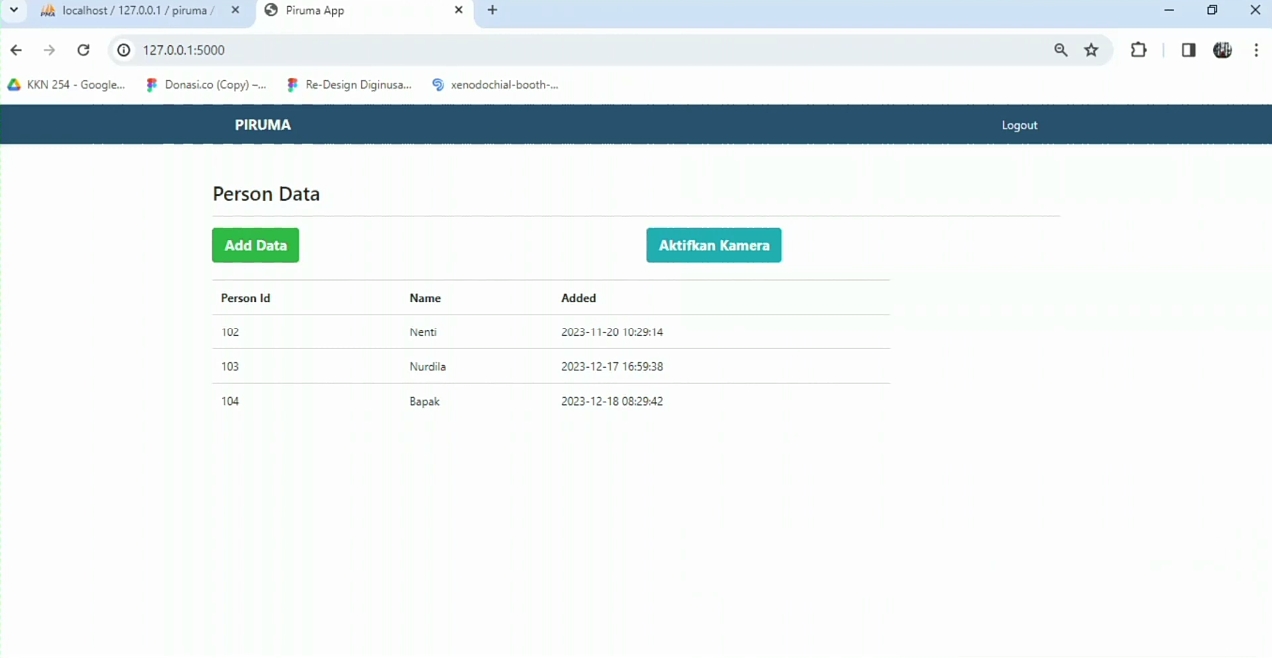 localhost / 127.0.0.1 / piruma /
Piruma App
127.0.0.1:5000
KKN 254 - Google... Donasi.co (Copy) –... Re-Design Diginusa... xenodochial-booth-...
PIRUMA Logout
Person Data
Add Data Aktifkan Kamera
Person Id Name Added
102 Nenti 2023-11-20 10:29:14
103 Nurdila 2023-12-17 16:59:38
104 Bapak 2023-12-18 08:29:42